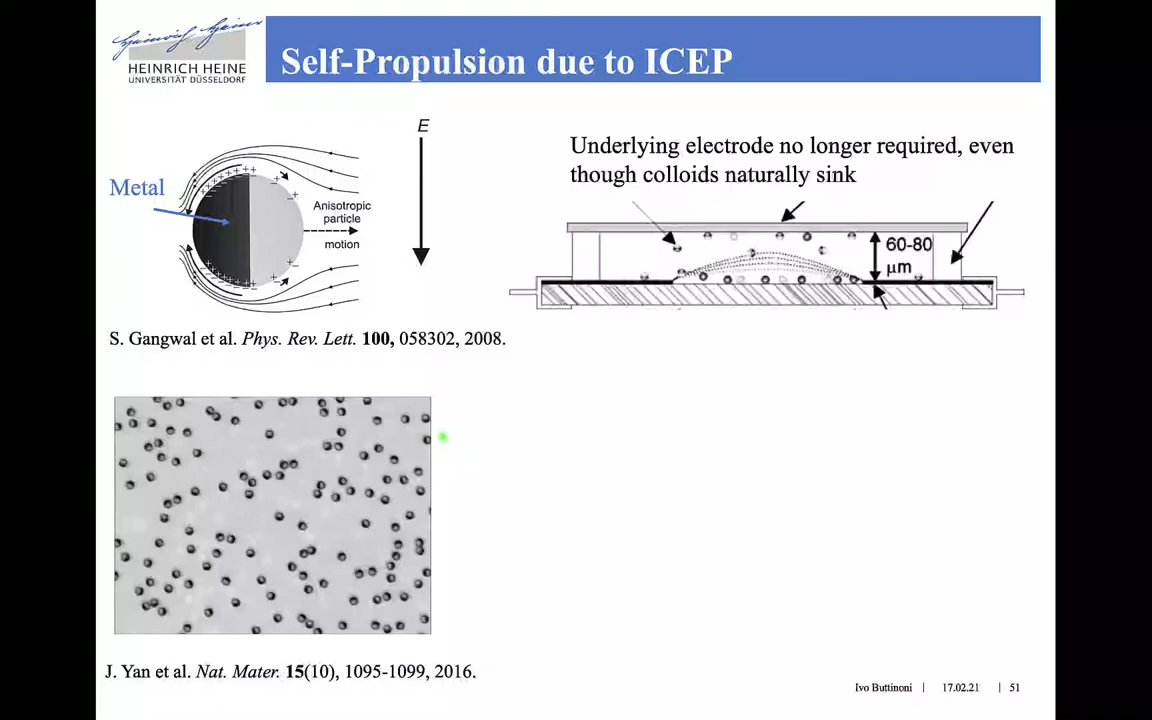 Heinrich Heine
HEINRICH HEINE
UNIVERSITÄT DÜSSELDORF
Self-Propulsion due to ICEP
E
Underlying electrode no longer required, even
though colloids naturally sink
Metal
Anisotropic
particle
motion
60-80
μm
S. Gangwal et al. Phys. Rev. Lett. 100, 058302, 2008.
J. Yan et al. Nat. Mater. 15(10), 1095-1099, 2016.
Ivo Buttinoni | 17.02.21 | 51